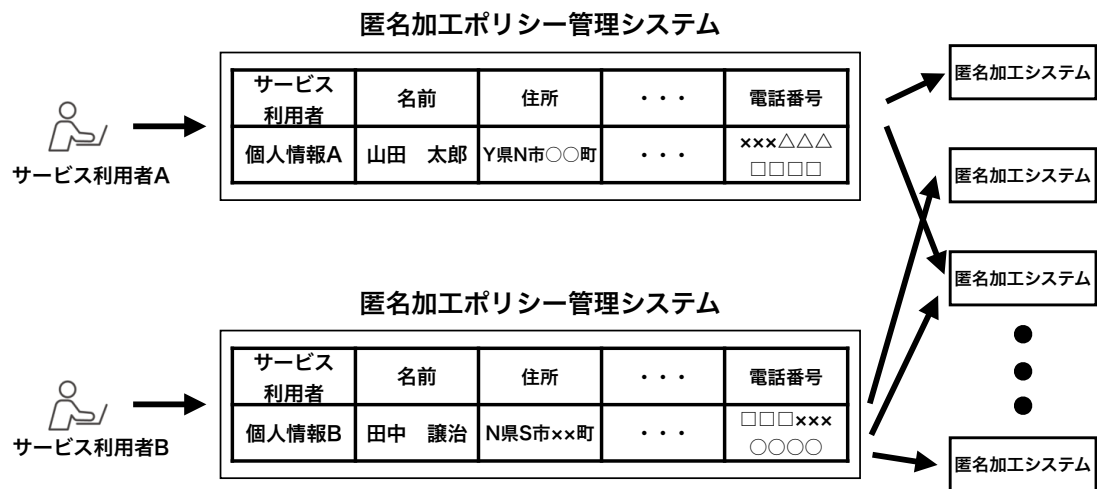 匿名加工ポリシー管理システム
サービス
利用者
名前
住所
・・・
電話番号
個人情報A
山田　太郎
Y県N市○○町
・・・
×××△△△
□□□□
サービス利用者A
匿名加工システム
匿名加工システム
匿名加工システム
匿名加工ポリシー管理システム
サービス
利用者
名前
住所
・・・
電話番号
個人情報B
田中　譲治
N県S市××町
・・・
□□□×××
○○○○
サービス利用者B
匿名加工システム